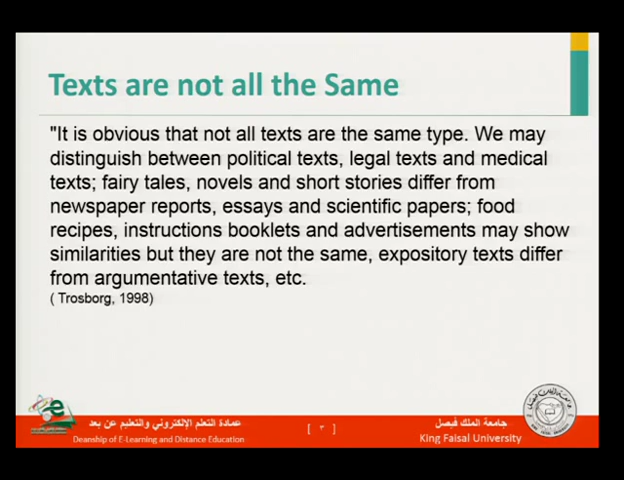 Texts are not all the Same
"It is obvious that not all texts are the same type. We may
distinguish between political texts, legal texts and medical
texts; fairy tales, novels and short stories differ from
newspaper reports, essays and scientific papers; food
recipes, instructions booklets and advertisements may show
similarities but they are not the same, expository texts differ
from argumentative texts, etc.
( Trosborg, 1998)
عمادة التعلم الإلكتروني والتعليم عن بعد
Deanship of E-Learning and Distance Education
[ ٣ ]
جامعة الملك فيصل
King Faisal University